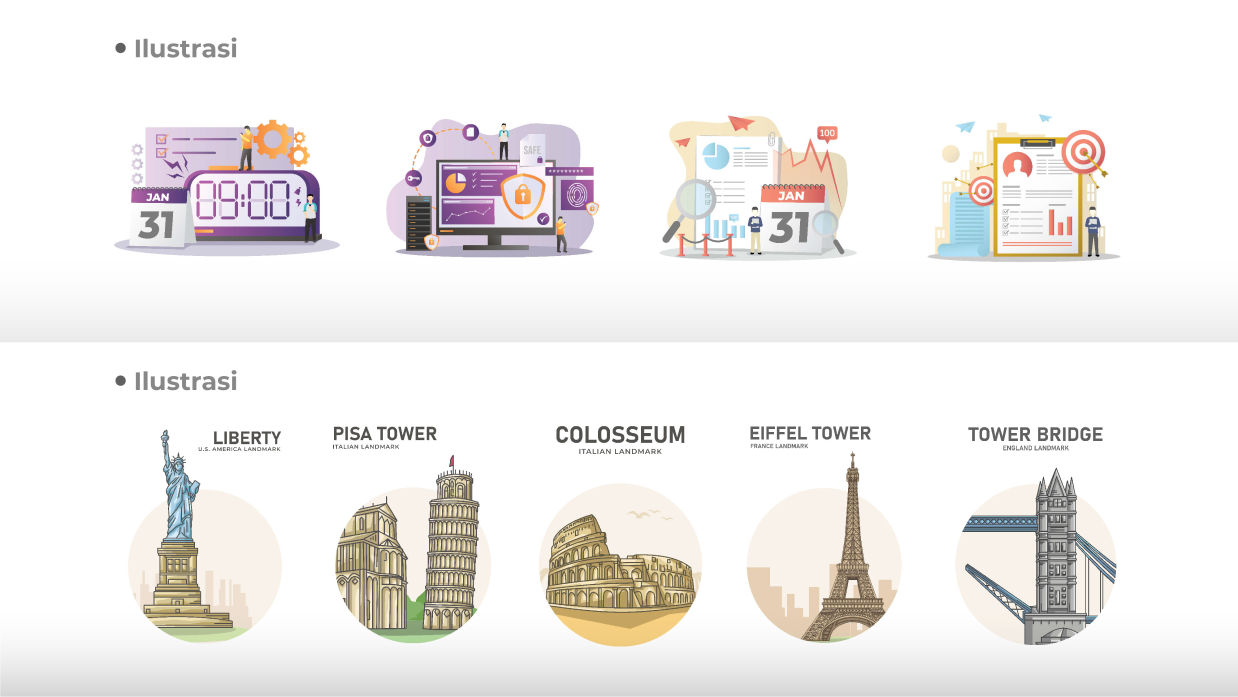 • Ilustrasi
JAN
31
09:00
SAFE
100
JAN
31
• Ilustrasi
LIBERTY
U.S. AMERICA LANDMARK
PISA TOWER
ITALIAN LANDMARK
COLOSSEUM
ITALIAN LANDMARK
EIFFEL TOWER
FRANCE LANDMARK
TOWER BRIDGE
ENGLAND LANDMARK